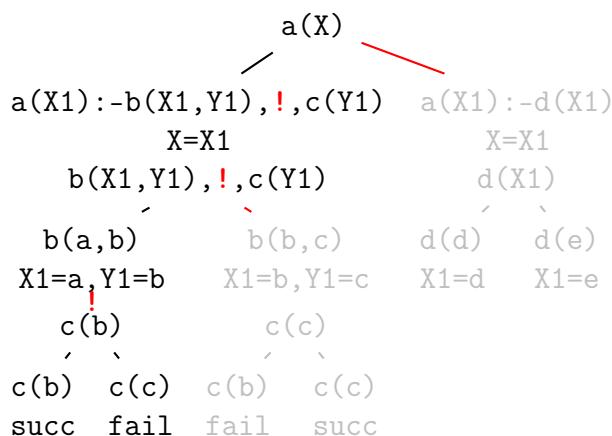 a(X)
a(X1):-b(X1,Y1),!,c(Y1) a(X1):-d(X1)
X=X1 X=X1
b(X1,Y1),!,c(Y1) d(X1)
b(a,b) b(b,c) d(d) d(e)
X1=a,Y1=b X1=b,Y1=c X1=d X1=e
!
c(b) c(c)
c(b) c(c) c(b) c(c)
succ fail fail succ